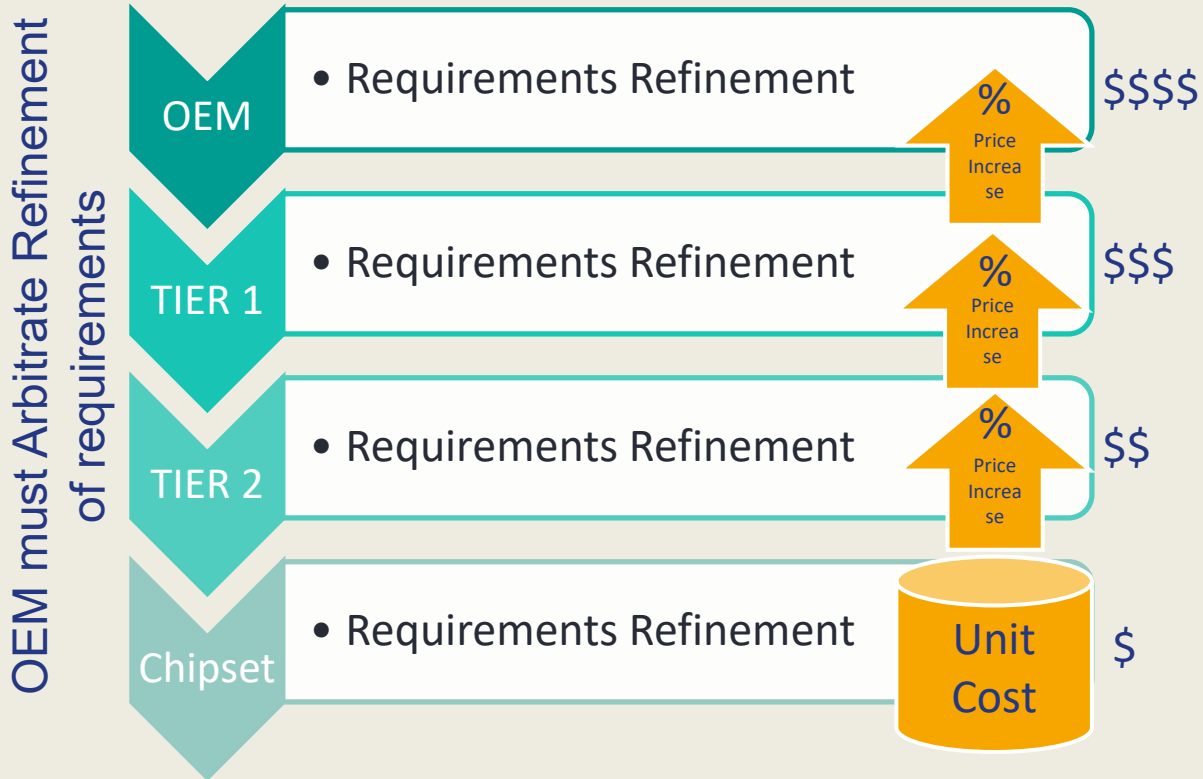 OEM must Arbitrate Refinement
of requirements
OEM
• Requirements Refinement
%
Price
Increa
se
$$$$
TIER 1
• Requirements Refinement
%
Price
Increa
se
$$$
TIER 2
• Requirements Refinement
%
Price
Increa
se
$$
Chipset
• Requirements Refinement
Unit
Cost
$